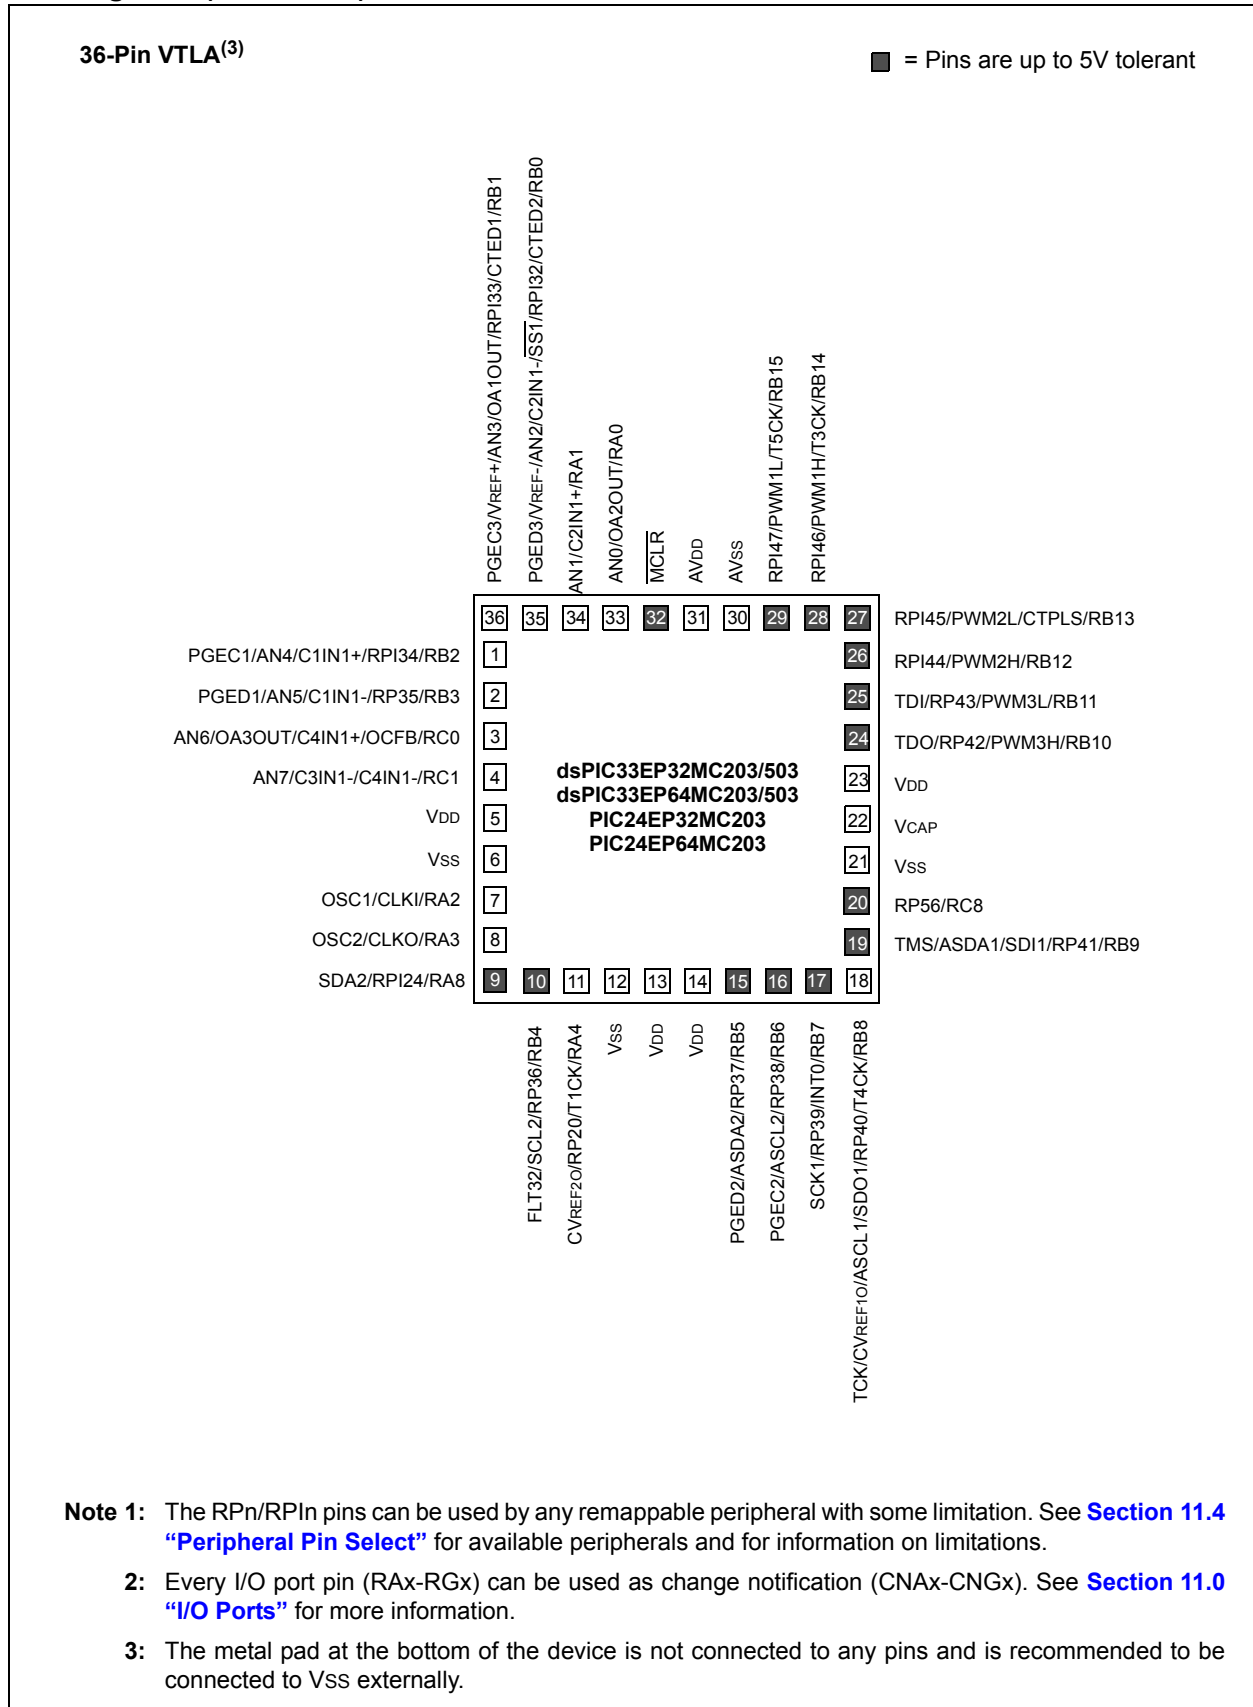 36-Pin VTLA(3)
= Pins are up to 5V tolerant
PGEC3/VREF+/AN3/OA1OUT/RPI33/CTED1/RB1
PGED3/VREF-/AN2/C2IN1-/SS1/RPI32/CTED2/RB0
AN1/C2IN1+/RA1
AN0/OA2OUT/RA0
MCLR
AVDD
AVSS
RPI47/PWM1L/T5CK/RB15
RPI46/PWM1H/T3CK/RB14
36 35 34 33 32 31 30 29 28 27 RPI45/PWM2L/CTPLS/RB13
PGEC1/AN4/C1IN1+/RPI34/RB2 1 26 RPI44/PWM2H/RB12
PGED1/AN5/C1IN1-/RP35/RB3 2 25 TDI/RP43/PWM3L/RB11
AN6/OA3OUT/C4IN1+/OCFB/RC0 3 24 TDO/RP42/PWM3H/RB10
AN7/C3IN1-/C4IN1-/RC1 4 dsPIC33EP32MC203/503 23 VDD
dsPIC33EP64MC203/503
VDD 5 PIC24EP32MC203 22 VCAP
PIC24EP64MC203
VSS 6 21 VSS
OSC1/CLKI/RA2 7 20 RP56/RC8
OSC2/CLKO/RA3 8 19 TMS/ASDA1/SDI1/RP41/RB9
SDA2/RPI24/RA8 9 10 11 12 13 14 15 16 17 18
FLT32/SCL2/RP36/RB4
CVREF2O/RP20/T1CK/RA4
VSS
VDD
VDD
PGED2/ASDA2/RP37/RB5
PGEC2/ASCL2/RP38/RB6
SCK1/RP39/INT0/RB7
TCK/CVREF1O/ASCL1/SDO1/RP40/T4CK/RB8
Note 1: The RPn/RPIn pins can be used by any remappable peripheral with some limitation. See Section 11.4
“Peripheral Pin Select” for available peripherals and for information on limitations.
2: Every I/O port pin (RAx-RGx) can be used as change notification (CNAx-CNGx). See Section 11.0
“I/O Ports” for more information.
3: The metal pad at the bottom of the device is not connected to any pins and is recommended to be
connected to VSS externally.